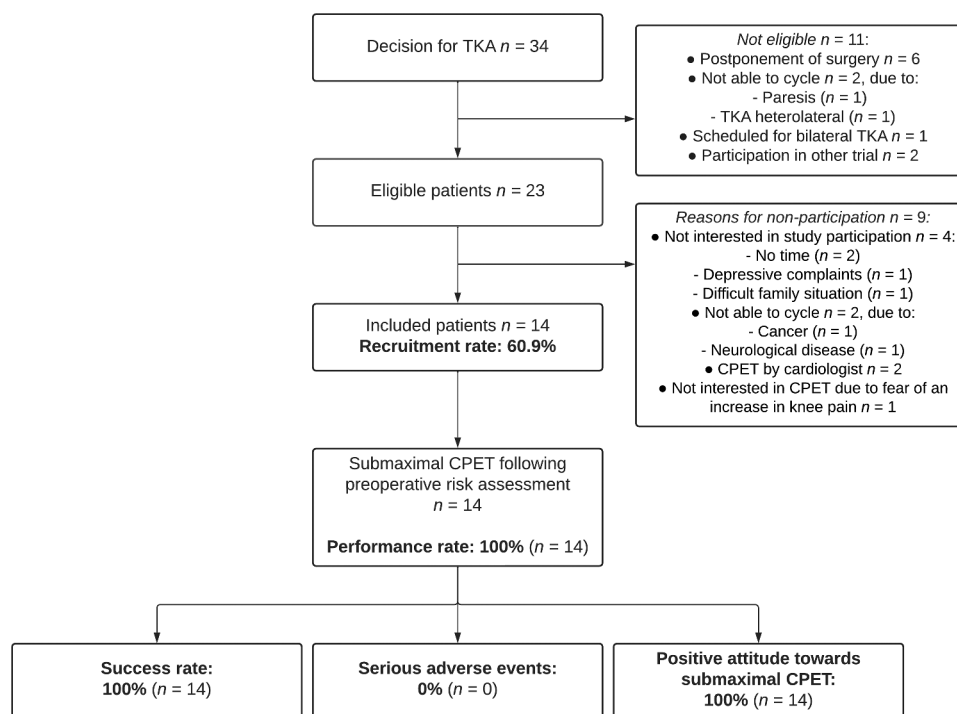 Decision for TKA n = 34
Not eligible n = 11:
● Postponement of surgery n = 6
● Not able to cycle n = 2, due to:
- Paresis (n = 1)
- TKA heterolateral (n = 1)
● Scheduled for bilateral TKA n = 1
● Participation in other trial n = 2
Eligible patients n = 23
Reasons for non-participation n = 9:
● Not interested in study participation n = 4:
- No time (n = 2)
- Depressive complaints (n = 1)
- Difficult family situation (n = 1)
● Not able to cycle n = 2, due to:
- Cancer (n = 1)
- Neurological disease (n = 1)
● CPET by cardiologist n = 2
● Not interested in CPET due to fear of an
increase in knee pain n = 1
Included patients n = 14
Recruitment rate: 60.9%
Submaximal CPET following
preoperative risk assessment
n = 14
Performance rate: 100% (n = 14)
Success rate:
100% (n = 14)
Serious adverse events:
0% (n = 0)
Positive attitude towards
submaximal CPET:
100% (n = 14)